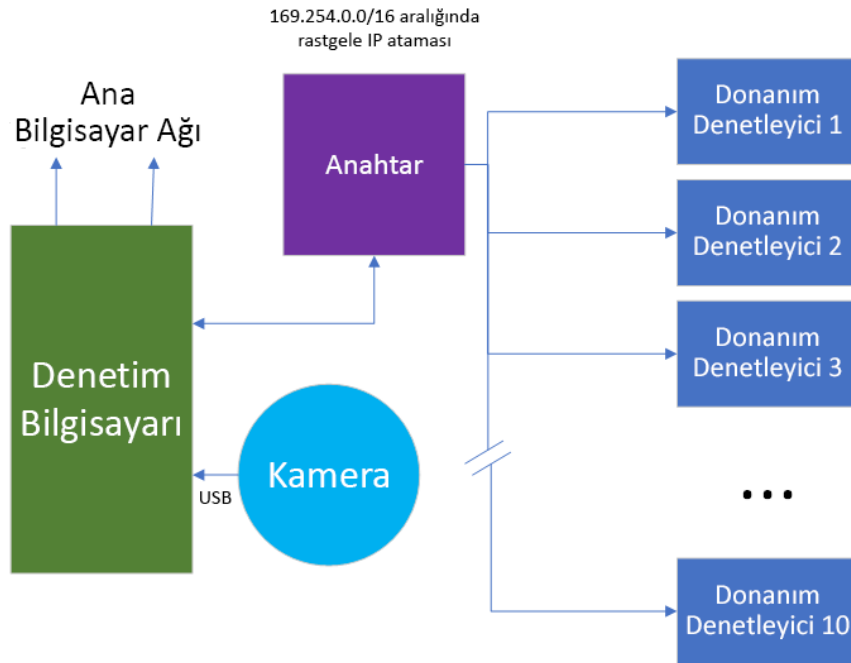 169.254.0.0/16 aralığında
rastgele IP ataması
Ana
Bilgisayar Ağı
Anahtar
Donanım
Denetleyici 1
Donanım
Denetleyici 2
Donanım
Denetleyici 3
Denetim
Bilgisayarı
USB
Kamera
...
Donanım
Denetleyici 10